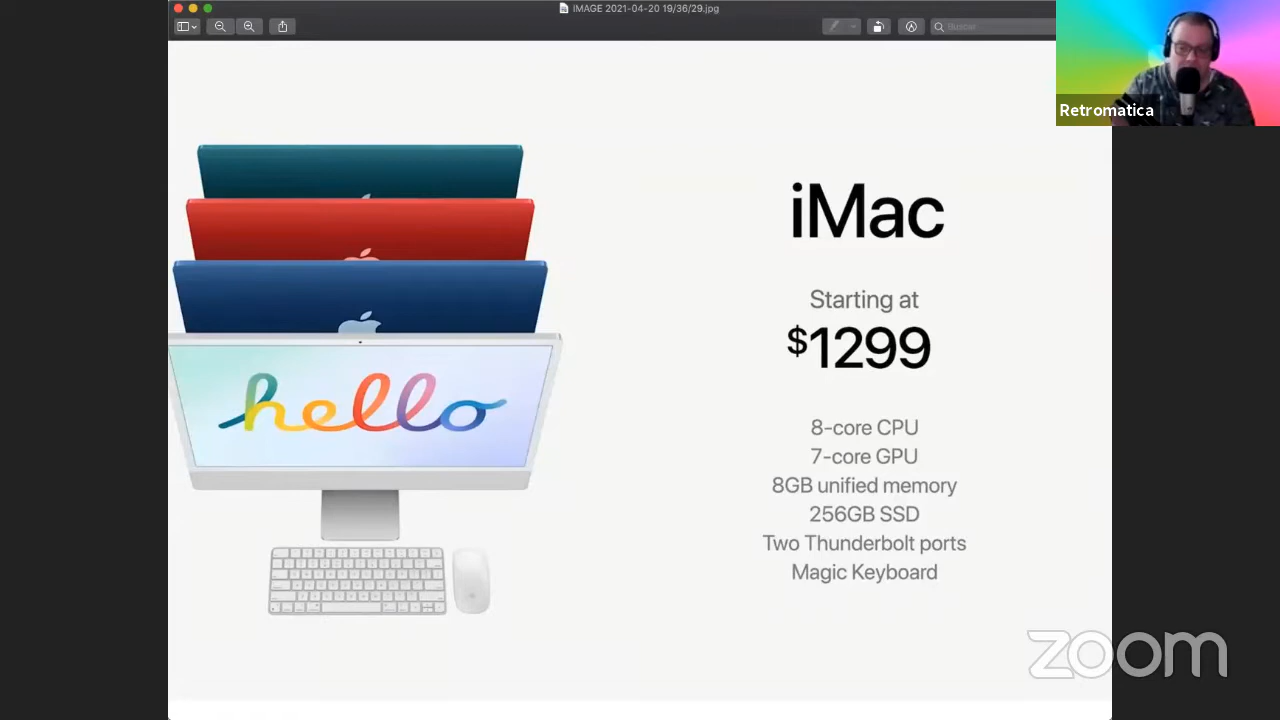 IMAGE 2021-04-20 19/36/29.jpg
Buscar
Retromatica
iMac
Starting at
$1299
8-core CPU
7-core GPU
8GB unified memory
256GB SSD
Two Thunderbolt ports
Magic Keyboard
hello
zoom